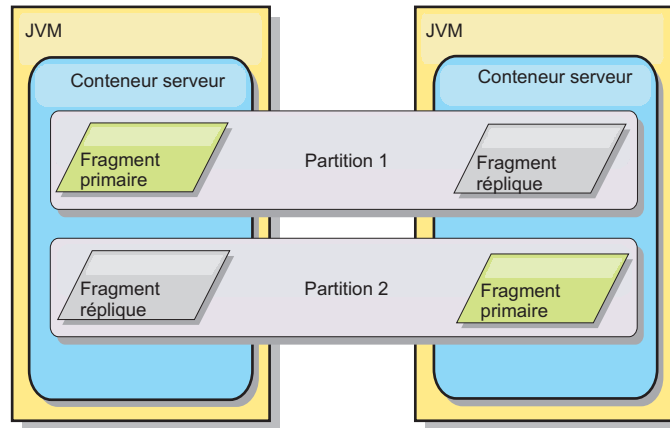 JVM
JVM
Conteneur serveur
Conteneur serveur
Fragment
primaire
Partition 1
Fragment
réplique
Fragment
réplique
Partition 2
Fragment
primaire